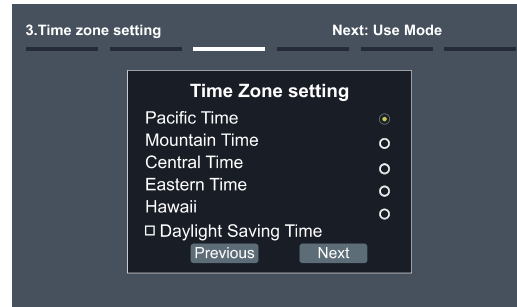 3.Time zone setting Next: Use Mode
Time Zone setting
Pacific Time
Mountain Time
Central Time
Eastern Time
Hawaii
Daylight Saving Time
Previous Next